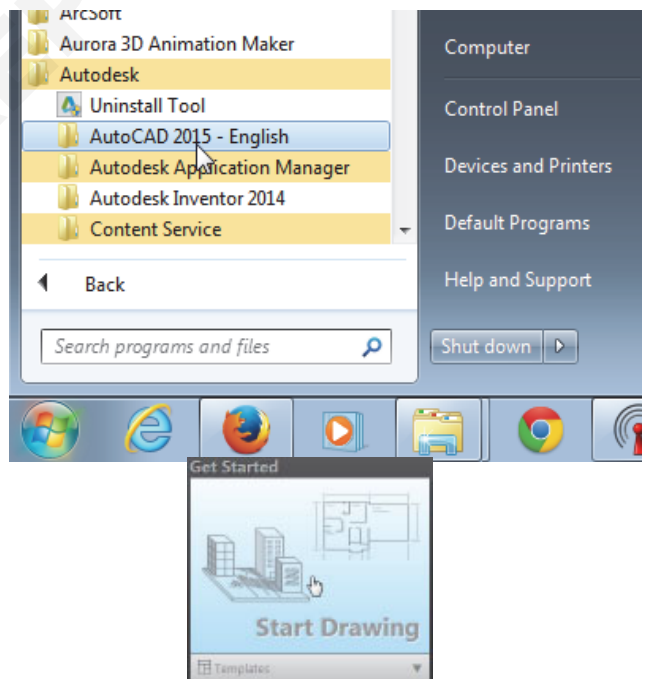 ArcSoft
Aurora 3D Animation Maker
Autodesk
Uninstall Tool
AutoCAD 2015 - English
Autodesk Application Manager
Autodesk Inventor 2014
Content Service
Back
Search programs and files
Computer
Control Panel
Devices and Printers
Default Programs
Help and Support
Shut down
Get Started
Start Drawing
Templates